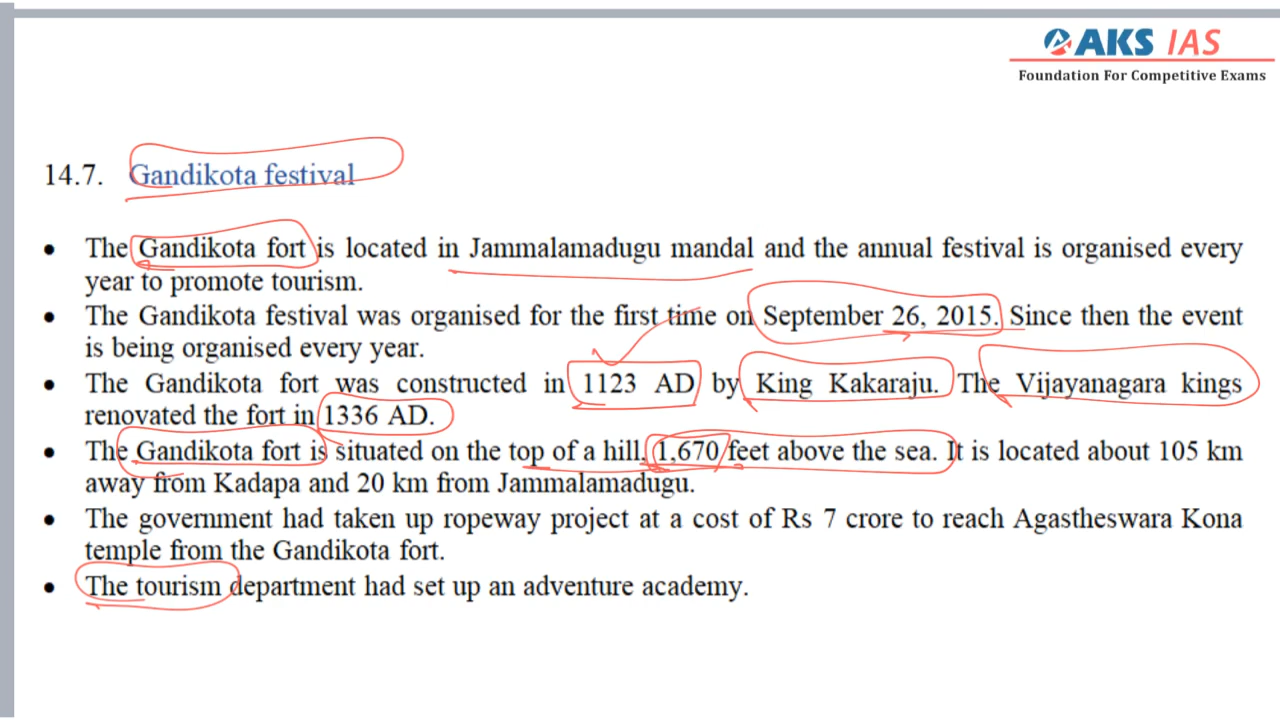 AKS IAS
Foundation For Competitive Exams
14.7. Gandikota festival
• The Gandikota fort is located in Jammalamadugu mandal and the annual festival is organised every
year to promote tourism.
• The Gandikota festival was organised for the first time on September 26, 2015. Since then the event
is being organised every year.
• The Gandikota fort was constructed in 1123 AD by King Kakaraju. The Vijayanagara kings
renovated the fort in 1336 AD.
• The Gandikota fort is situated on the top of a hill, 1,670 feet above the sea. It is located about 105 km
away from Kadapa and 20 km from Jammalamadugu.
• The government had taken up ropeway project at a cost of Rs 7 crore to reach Agastheswara Kona
temple from the Gandikota fort.
• The tourism department had set up an adventure academy.